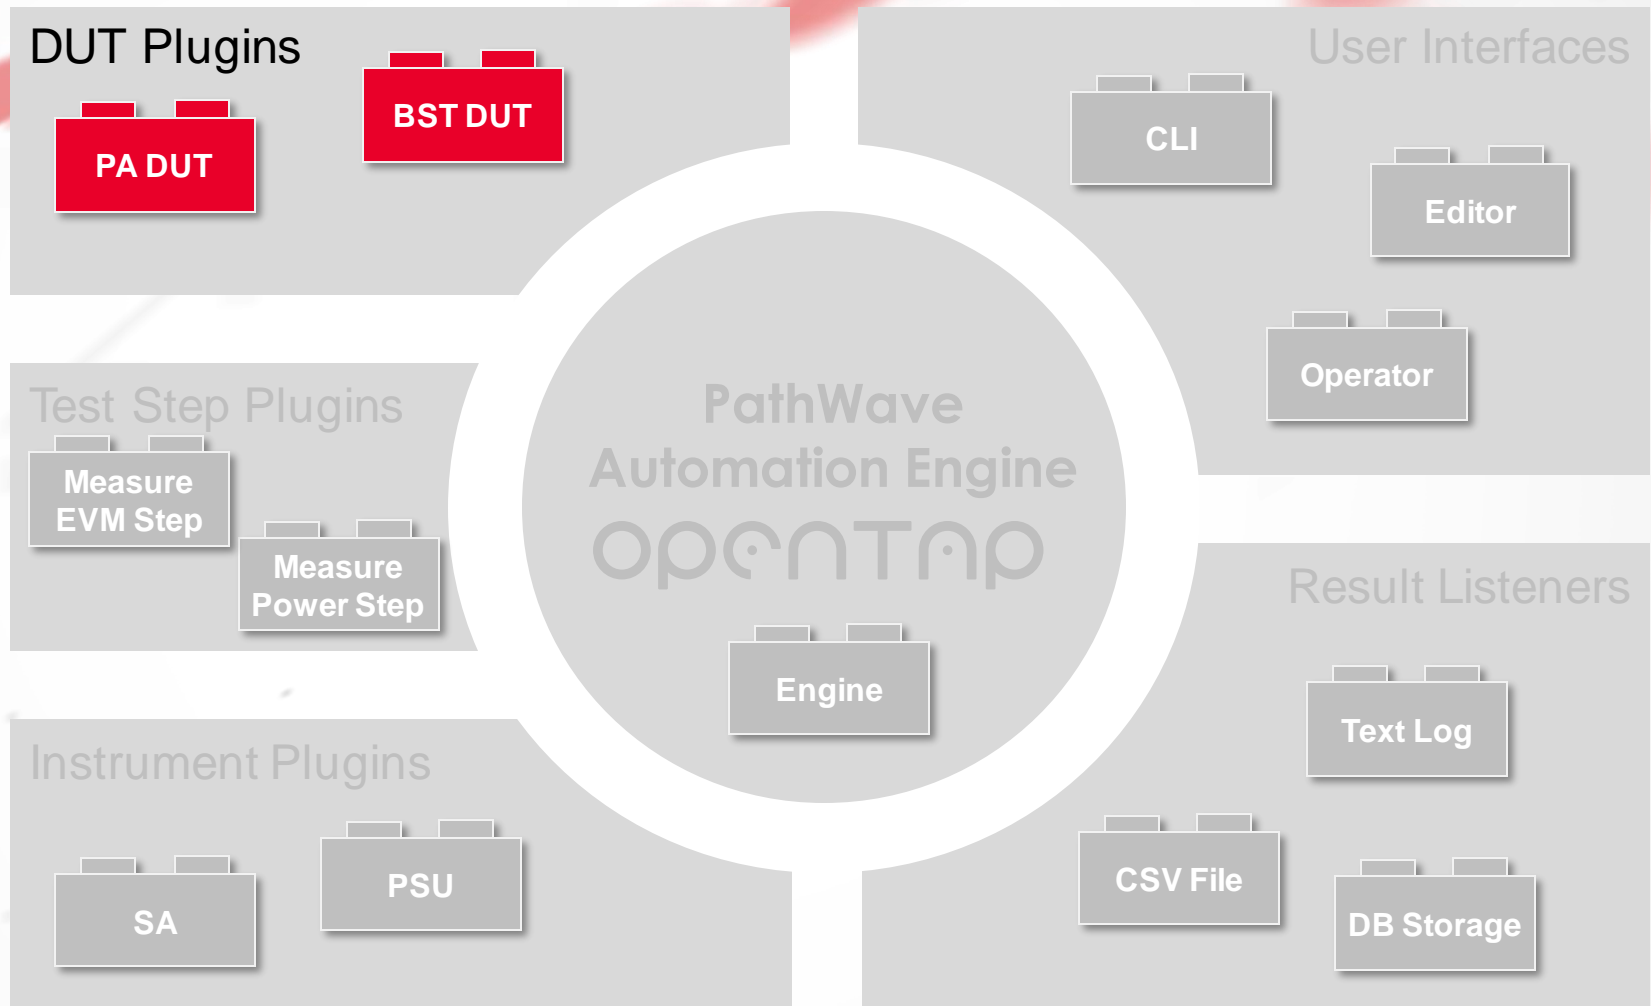 DUT Plugins
PA DUT
BST DUT
User Interfaces
CLI
Editor
Operator
Test Step Plugins
Measure
EVM Step
Measure
Power Step
PathWave
Automation Engine
OPENTAP
Engine
Instrument Plugins
SA
PSU
Result Listeners
Text Log
CSV File
DB Storage